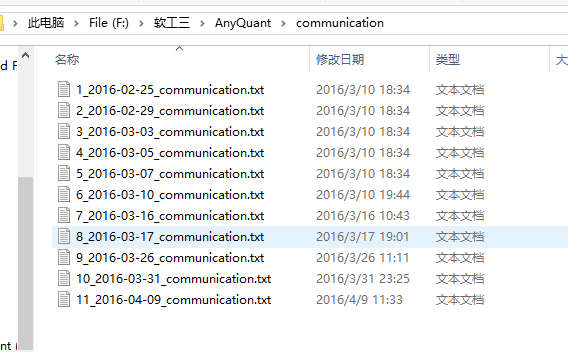 此电脑 > File (F:) > 软工三 > AnyQuant > communication
名称 修改日期 类型 大
d F
1_2016-02-25_communication.txt 2016/3/10 18:34 文本文档
2_2016-02-29_communication.txt 2016/3/10 18:34 文本文档
3_2016-03-03_communication.txt 2016/3/10 18:34 文本文档
4_2016-03-05_communication.txt 2016/3/10 18:34 文本文档
5_2016-03-07_communication.txt 2016/3/10 18:34 文本文档
6_2016-03-10_communication.txt 2016/3/10 19:44 文本文档
7_2016-03-16_communication.txt 2016/3/16 10:43 文本文档
8_2016-03-17_communication.txt 2016/3/17 19:01 文本文档
9_2016-03-26_communication.txt 2016/3/26 11:11 文本文档
10_2016-03-31_communication.txt 2016/3/31 23:25 文本文档
11_2016-04-09_communication.txt 2016/4/9 11:33 文本文档
nt (